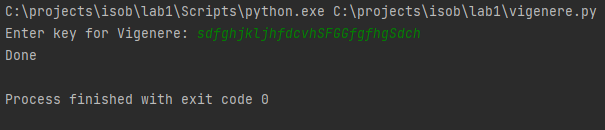 C:\projects\isob\lab1\Scripts\python.exe C:\projects\isob\lab1\vigenere.py
Enter key for Vigenere: sdfghjkljhfdcvhSFGGfgfhgSdch
Done
Process finished with exit code 0